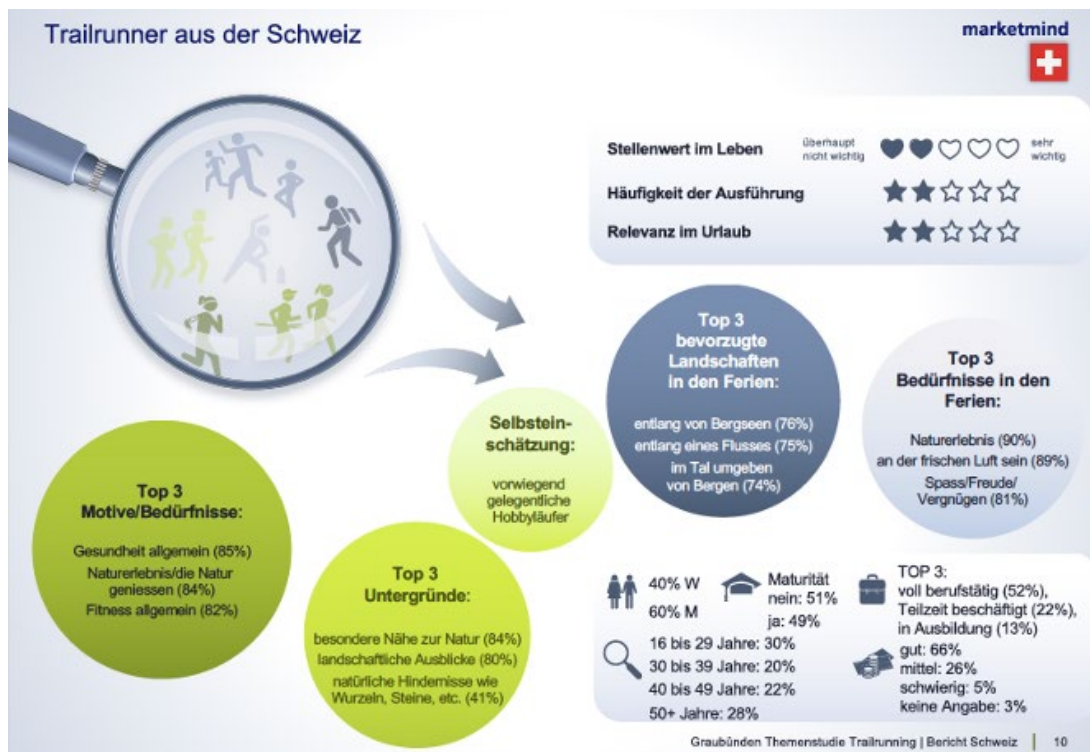 Trailrunner aus der Schweiz
marketmind
Stellenwert im Leben
überhaupt
nicht wichtig
sehr
wichtig
Häufigkeit der Ausführung
Relevanz im Urlaub
Top 3
bevorzugte
Landschaften
in den Ferien:
entlang von Bergseen (76%)
entlang eines Flusses (75%)
im Tal umgeben
von Bergen (74%)
Top 3
Bedürfnisse in den
Ferien:
Naturerlebnis (90%)
an der frischen Luft sein (89%)
Spass/Freude/
Vergnügen (81%)
Selbstein-
schätzung:
vorwiegend
gelegentliche
Hobbyläufer
Top 3
Motive/Bedürfnisse:
Gesundheit allgemein (85%)
Naturerlebnis/die Natur
geniessen (84%)
Fitness allgemein (82%)
Top 3
Untergründe:
besondere Nähe zur Natur (84%)
landschaftliche Ausblicke (80%)
natürliche Hindernisse wie
Wurzeln, Steine, etc. (41%)
40% W
60% M
Maturität
nein: 51%
ja: 49%
TOP 3:
voll berufstätig (52%),
Teilzeit beschäftigt (22%),
in Ausbildung (13%)
16 bis 29 Jahre: 30%
30 bis 39 Jahre: 20%
40 bis 49 Jahre: 22%
50+ Jahre: 28%
gut: 66%
mittel: 26%
schwierig: 5%
keine Angabe: 3%
Graubünden Themenstudie Trailrunning | Bericht Schweiz | 10